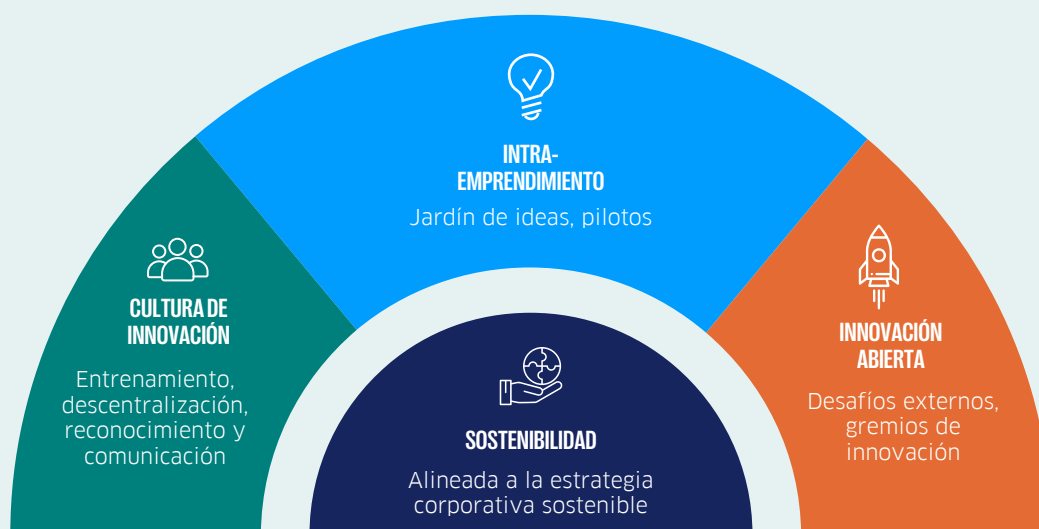 INTRA-
EMPRENDIMIENTO
Jardín de ideas, pilotos
CULTURA DE
INNOVACIÓN
Entrenamiento,
descentralización,
reconocimiento y
comunicación
INNOVACIÓN
ABIERTA
Desafíos externos,
gremios de
innovación
SOSTENIBILIDAD
Alineada a la estrategia
corporativa sostenible